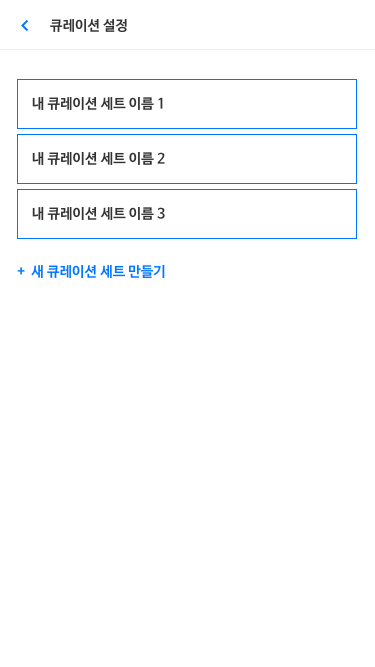 큐레이션 설정
내 큐레이션 세트 이름 1
내 큐레이션 세트 이름 2
내 큐레이션 세트 이름 3
+ 새 큐레이션 세트 만들기